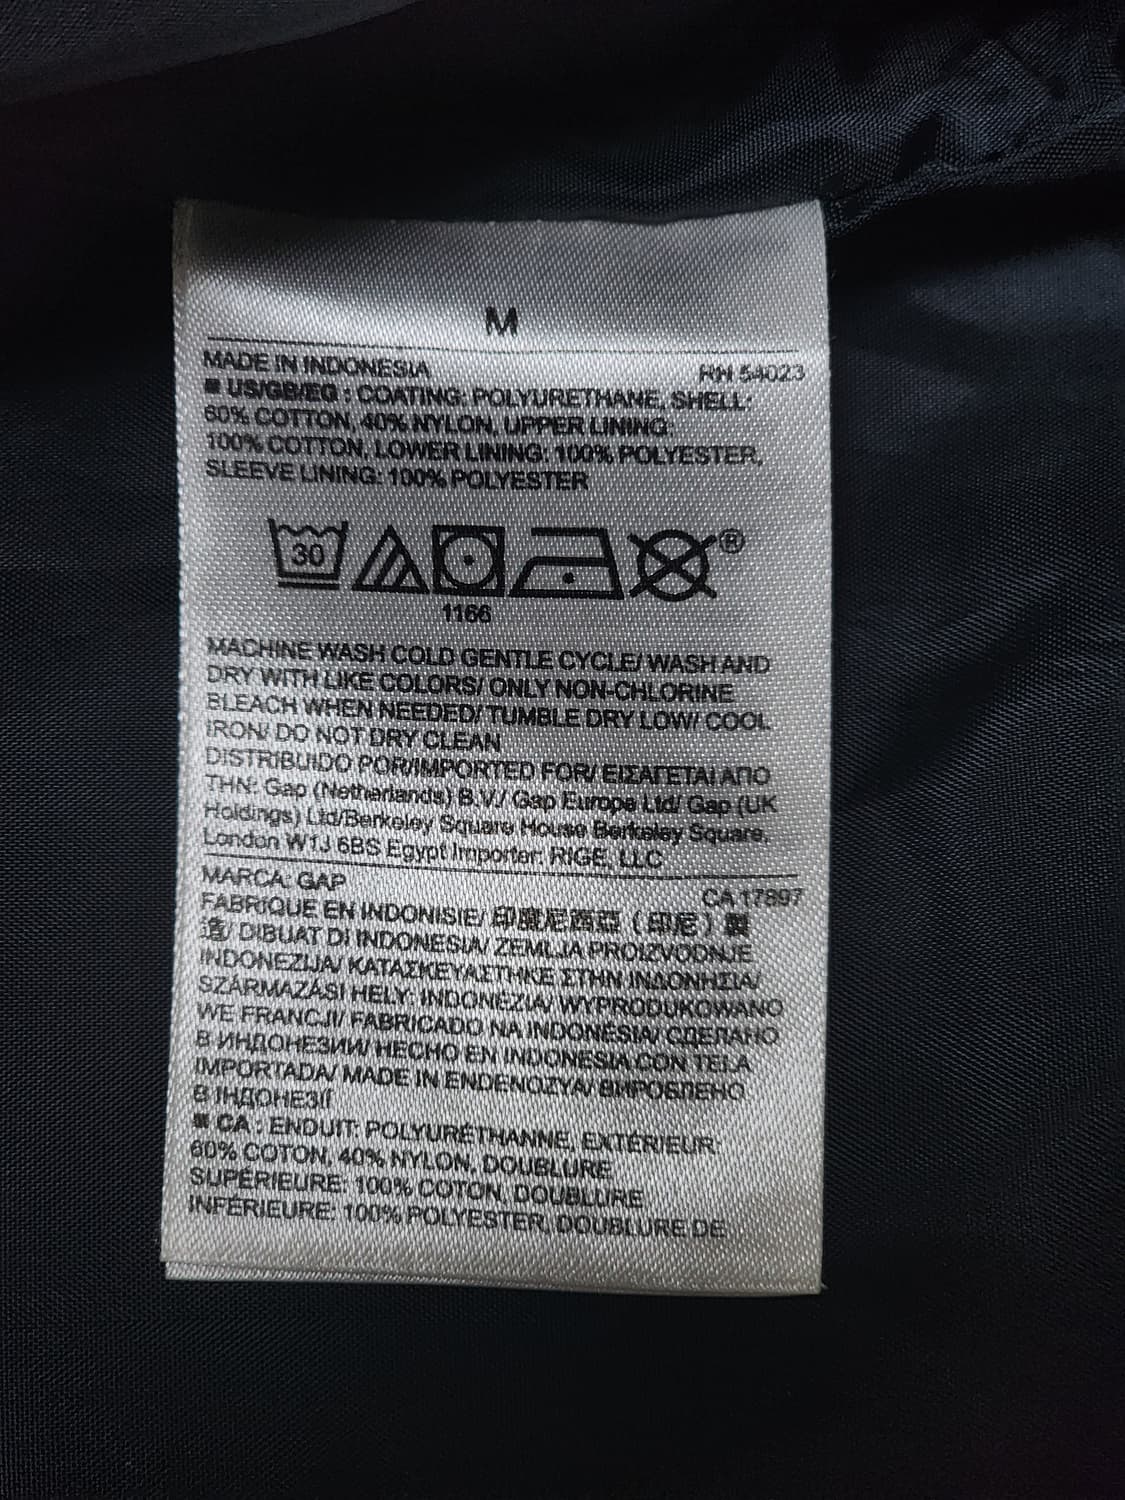 M
MADE IN INDONESIA RN 54023
■ US/GB/EG : COATING: POLYURETHANE, SHELL:
60% COTTON, 40% NYLON, UPPER LINING:
100% COTTON, LOWER LINING: 100% POLYESTER,
SLEEVE LINING: 100% POLYESTER
30 ®
1166
MACHINE WASH COLD GENTLE CYCLE/ WASH AND
DRY WITH LIKE COLORS/ ONLY NON-CHLORINE
BLEACH WHEN NEEDED/ TUMBLE DRY LOW/ COOL
IRON/ DO NOT DRY CLEAN
DISTRIBUIDO POR/IMPORTED FOR/ ΕΙΣΑΓΕΤΑΙ ΑΠΟ
ΤΗΝ: Gap (Netherlands) B.V./ Gap Europe Ltd/ Gap (UK
Holdings) Ltd/Berkeley Square House Berkeley Square,
London W1J 6BS Egypt Importer: RIGE, LLC
MARCA: GAP CA 17897
FABRIQUE EN INDONISIE/ 印度尼西亞 (印尼) 製
造/ DIBUAT DI INDONESIA/ ZEMLJA PROIZVODNJE
INDONEZIJA/ ΚΑΤΑΣΚΕΥΑΣΤΗΚΕ ΣΤΗΝ ΙΝΔΟΝΗΣΙΑ/
SZÁRMAZÁSI HELY: INDONÉZIA/ WYPRODUKOWANO
WE FRANCJI/ FABRICADO NA INDONÉSIA/ СДЕЛАНО
В ИНДОНЕЗИИ/ HECHO EN INDONESIA CON TELA
IMPORTADA/ MADE IN ENDENOZYA/ ВИРОБЛЕНО
В ІНДОНЕЗІЇ
■ CA : ENDUIT: POLYURÉTHANNE, EXTÉRIEUR:
60% COTON, 40% NYLON, DOUBLURE
SUPÉRIEURE: 100% COTON, DOUBLURE
INFÉRIEURE: 100% POLYESTER, DOUBLURE DE